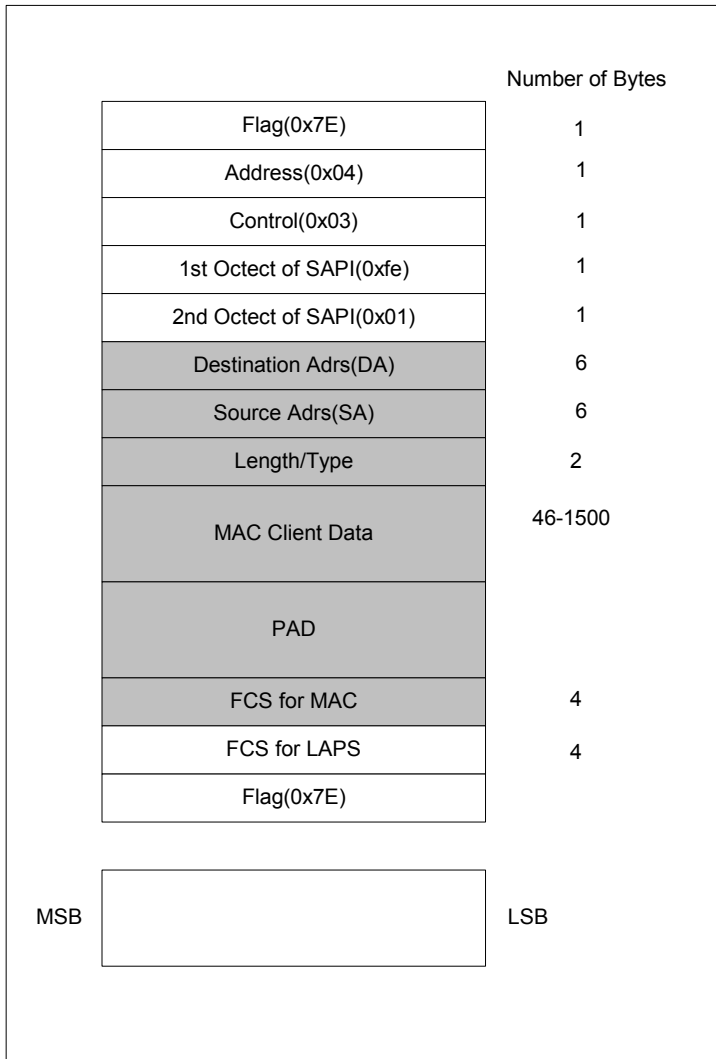 Number of Bytes
Flag(0x7E) 1
Address(0x04) 1
Control(0x03) 1
1st Octect of SAPI(0xfe) 1
2nd Octect of SAPI(0x01) 1
Destination Adrs(DA) 6
Source Adrs(SA) 6
Length/Type 2
MAC Client Data 46-1500
PAD
FCS for MAC 4
FCS for LAPS 4
Flag(0x7E)
MSB LSB